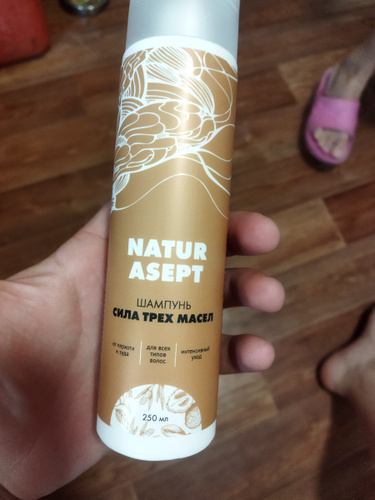 NATUR
ASEPT
ШАМПУНЬ
СИЛА ТРЕХ МАСЕЛ
от перхоти
и зуда
для всех
типов
волос
интенсивный
уход
250 мл